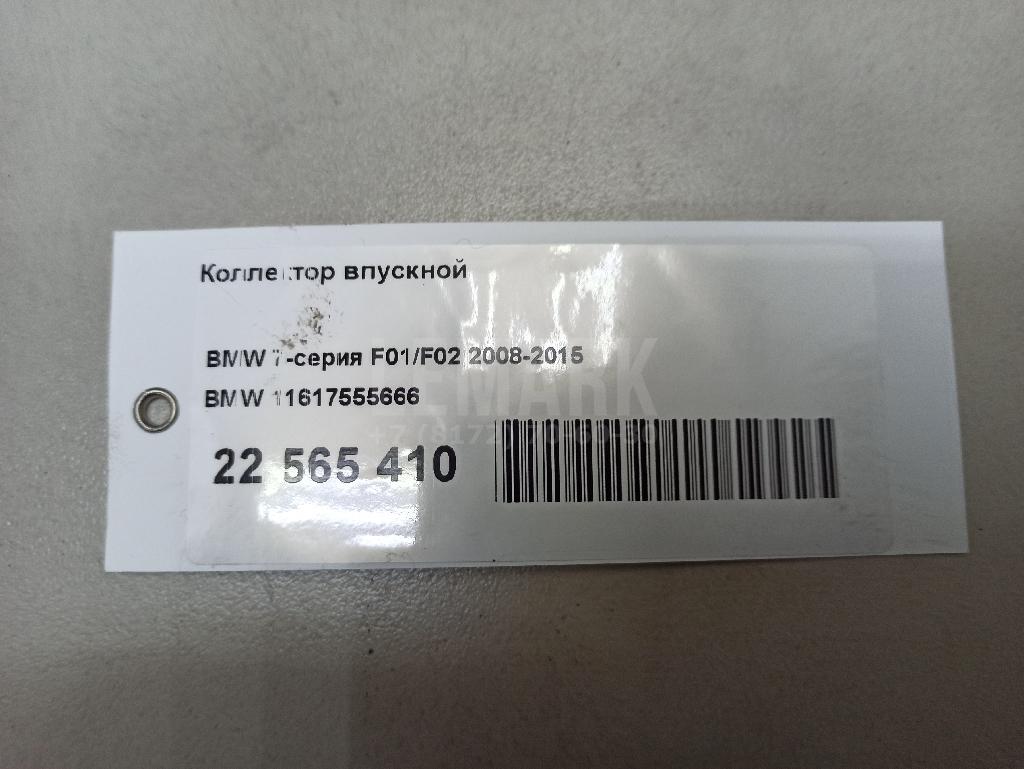 Коллектор впускной
BMW 7-серия F01/F02 2008-2015
BMW 11617555666
22 565 410